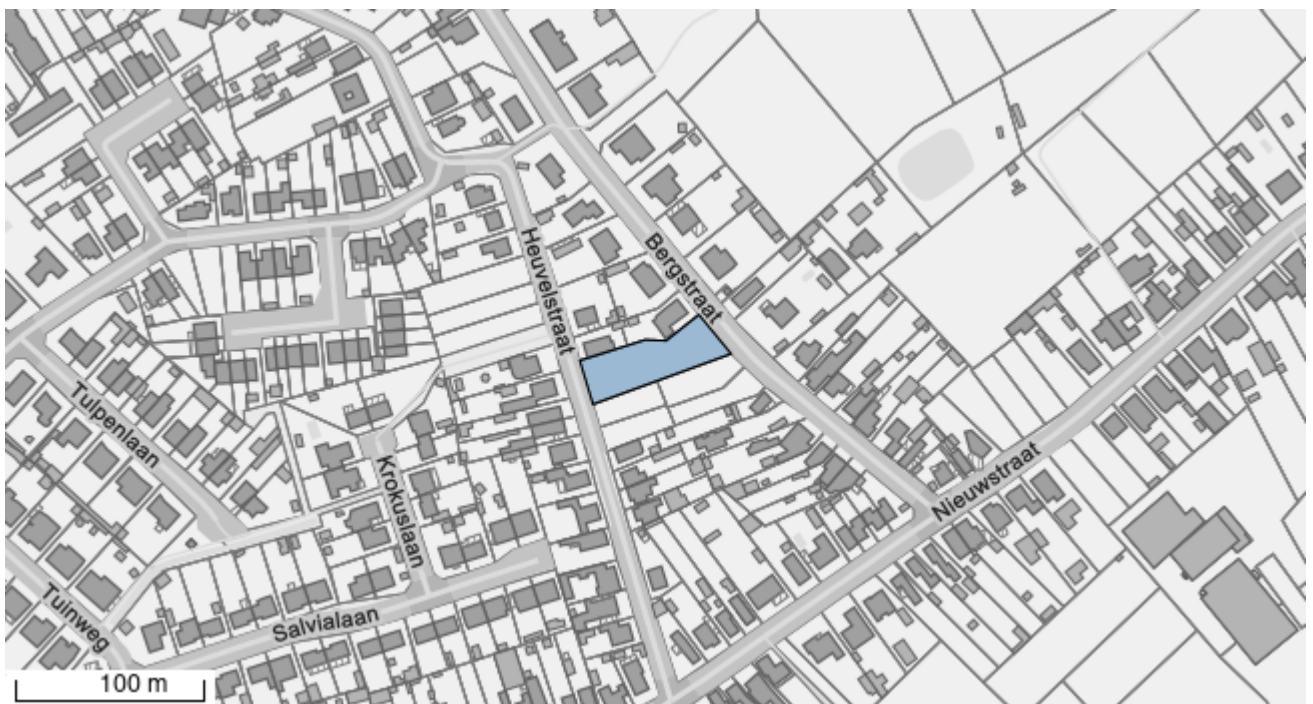 Bergstraat
Heuvelstraat
Tulpenlaan
Krokuslaan
Nieuwstraat
Tuinweg
Salvialaan
100 m